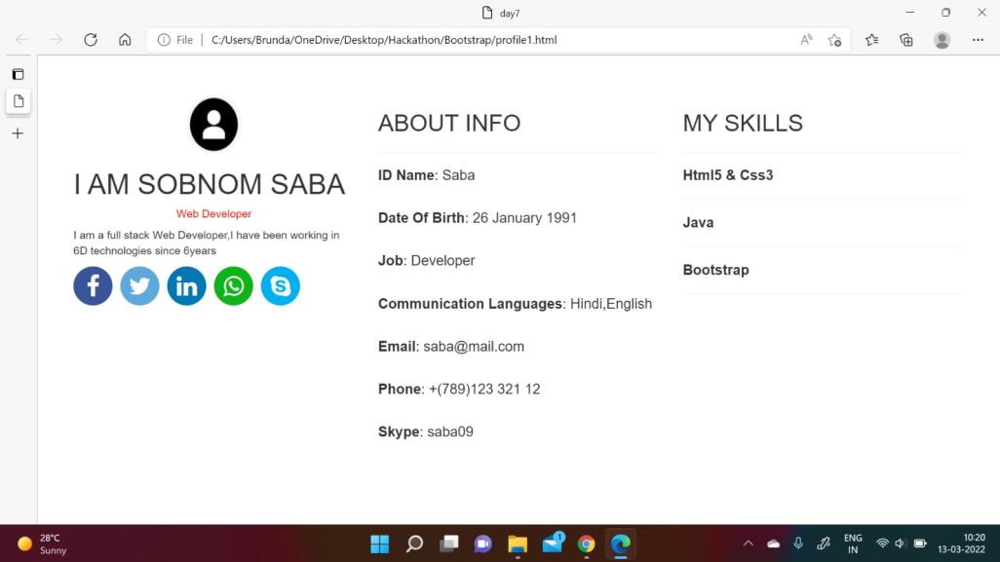 day7
File
C:/Users/Brunda/OneDrive/Desktop/Hackathon/Bootstrap/profile1.html
I AM SOBNOM SABA
Web Developer
I am a full stack Web Developer,I have been working in
6D technologies since 6years
ABOUT INFO
ID Name: Saba
Date Of Birth: 26 January 1991
Job: Developer
Communication Languages: Hindi,English
Email: saba@mail.com
Phone: +(789)123 321 12
Skype: saba09
MY SKILLS
Html5 & Css3
Java
Bootstrap
28°C
Sunny
1
ENG
IN
10:20
13-03-2022